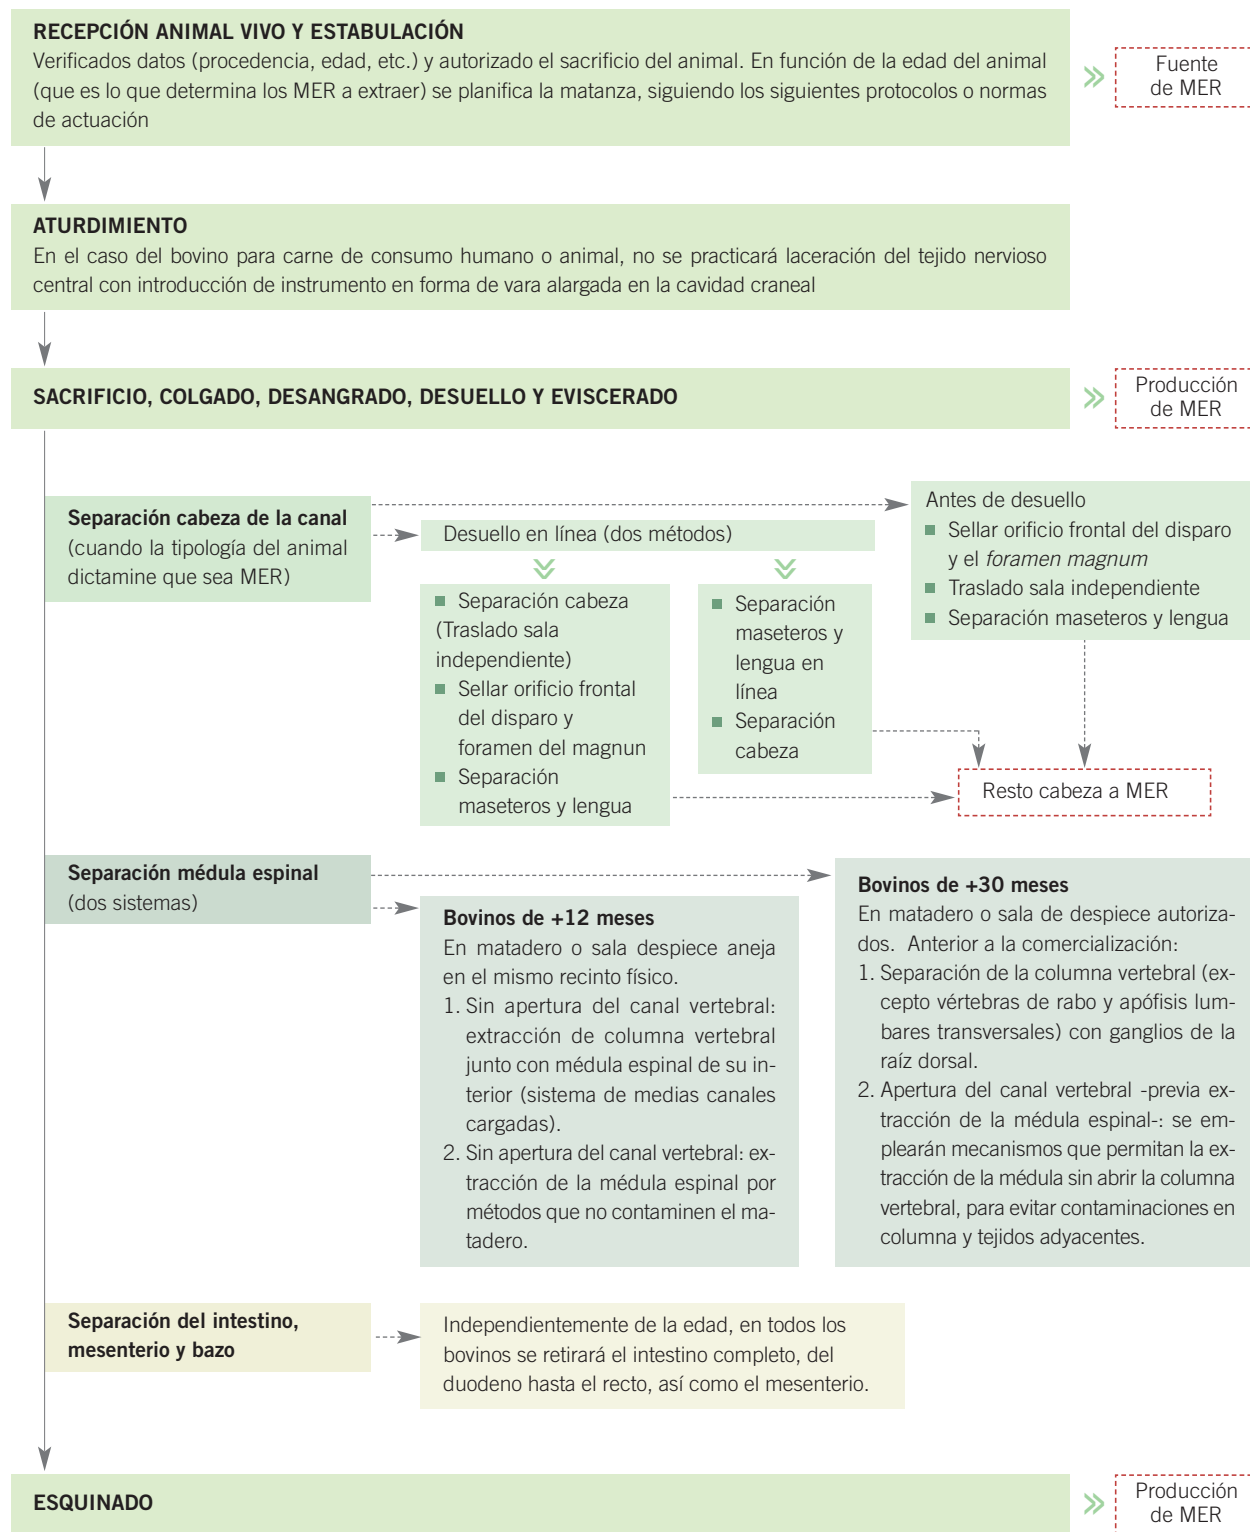 RECEPCIÓN ANIMAL VIVO Y ESTABULACIÓN
Verificados datos (procedencia, edad, etc.) y autorizado el sacrificio del animal. En función de la edad del animal
(que es lo que determina los MER a extraer) se planifica la matanza, siguiendo los siguientes protocolos o normas
de actuación
Fuente
de MER
ATURDIMIENTO
En el caso del bovino para carne de consumo humano o animal, no se practicará laceración del tejido nervioso
central con introducción de instrumento en forma de vara alargada en la cavidad craneal
SACRIFICIO, COLGADO, DESANGRADO, DESUELLO Y EVISCERADO
Producción
de MER
Separación cabeza de la canal
(cuando la tipología del animal
dictamine que sea MER)
Desuello en línea (dos métodos)
■ Separación cabeza
(Traslado sala
independiente)
■ Sellar orificio frontal
del disparo y
foramen del magnun
■ Separación
maseteros y lengua
■ Separación
maseteros y
lengua en
línea
■ Separación
cabeza
Antes de desuello
■ Sellar orificio frontal del disparo
y el foramen magnum
■ Traslado sala independiente
■ Separación maseteros y lengua
Resto cabeza a MER
Separación médula espinal
(dos sistemas)
Bovinos de +12 meses
En matadero o sala despiece aneja
en el mismo recinto físico.
1. Sin apertura del canal vertebral:
extracción de columna vertebral
junto con médula espinal de su in-
terior (sistema de medias canales
cargadas).
2. Sin apertura del canal vertebral: ex-
tracción de la médula espinal por
métodos que no contaminen el ma-
tadero.
Bovinos de +30 meses
En matadero o sala de despiece autoriza-
dos. Anterior a la comercialización:
1. Separación de la columna vertebral (ex-
cepto vértebras de rabo y apófisis lum-
bares transversales) con ganglios de la
raíz dorsal.
2. Apertura del canal vertebral -previa ex-
tracción de la médula espinal-: se em-
plearán mecanismos que permitan la ex-
tracción de la médula sin abrir la columna
vertebral, para evitar contaminaciones en
columna y tejidos adyacentes.
Separación del intestino,
mesenterio y bazo
Independientemente de la edad, en todos los
bovinos se retirará el intestino completo, del
duodeno hasta el recto, así como el mesenterio.
ESQUINADO
Producción
de MER